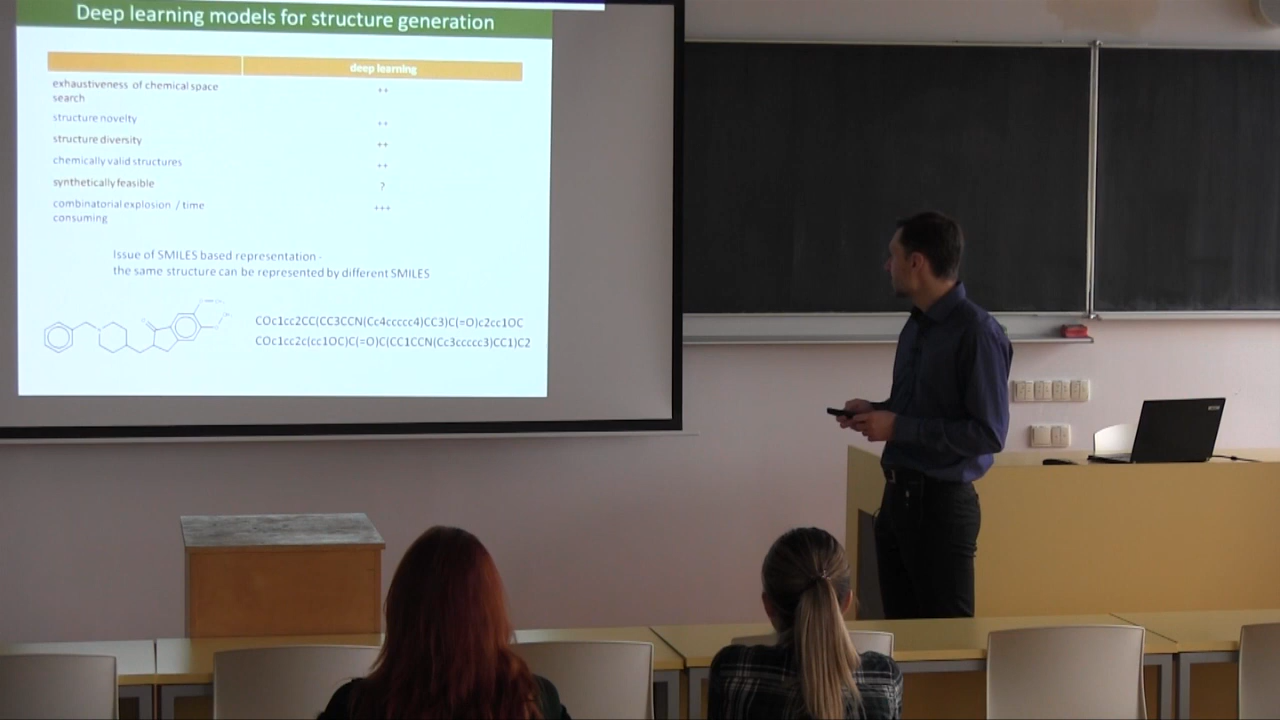 Deep learning models for structure generation
deep learning
exhaustiveness of chemical space
search
++
structure novelty
++
structure diversity
++
chemically valid structures
++
synthetically feasible
?
combinatorial explosion / time
consuming
+++
Issue of SMILES based representation -
the same structure can be represented by different SMILES
COc1cc2CC(CC3CCN(Cc4ccccc4)CC3)C(=O)c2cc1OC
COc1cc2c(cc1OC)C(=O)C(CC1CCN(Cc3ccccc3)CC1)C2